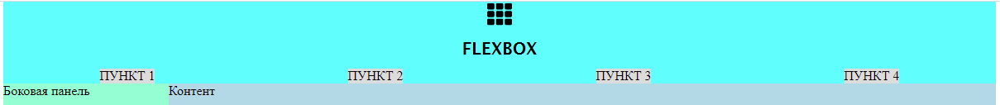 FLEXBOX
ПУНКТ 1 ПУНКТ 2 ПУНКТ 3 ПУНКТ 4
Боковая панель Контент